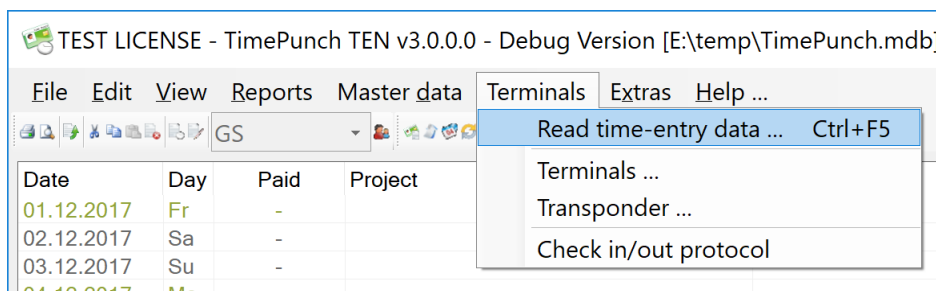 TEST LICENSE - TimePunch TEN v3.0.0.0 - Debug Version [E:\temp\TimePunch.mdb]
File Edit View Reports Master data Terminals Extras Help ...
GS
Read time-entry data ... Ctrl+F5
Terminals ...
Transponder ...
Check in/out protocol
Date Day Paid Project
01.12.2017 Fr -
02.12.2017 Sa -
03.12.2017 Su -